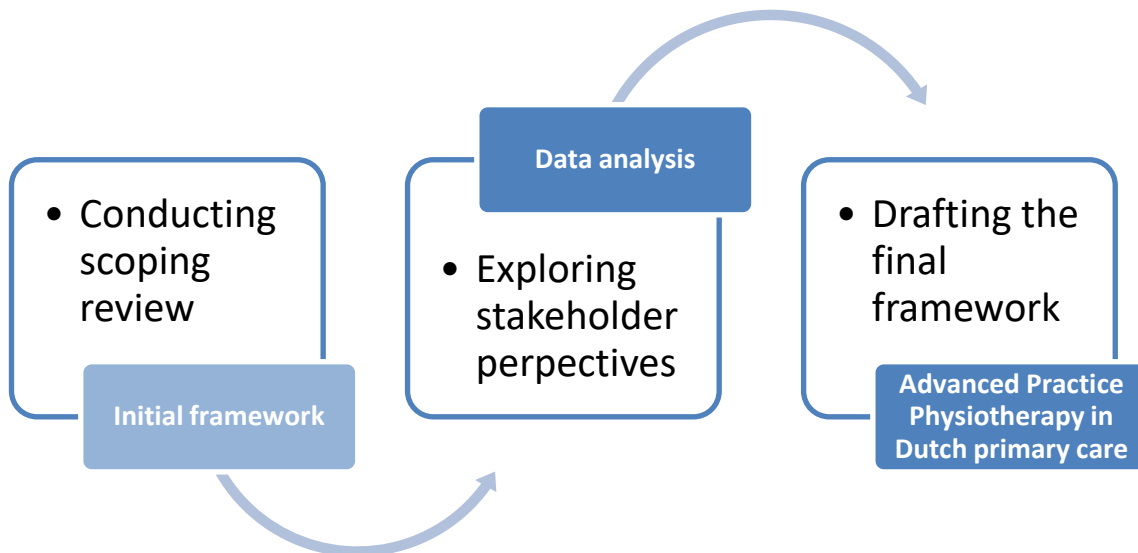 • Conducting
scoping
review
Initial framework
Data analysis
• Exploring
stakeholder
perpectives
• Drafting the
final
framework
Advanced Practice
Physiotherapy in
Dutch primary care